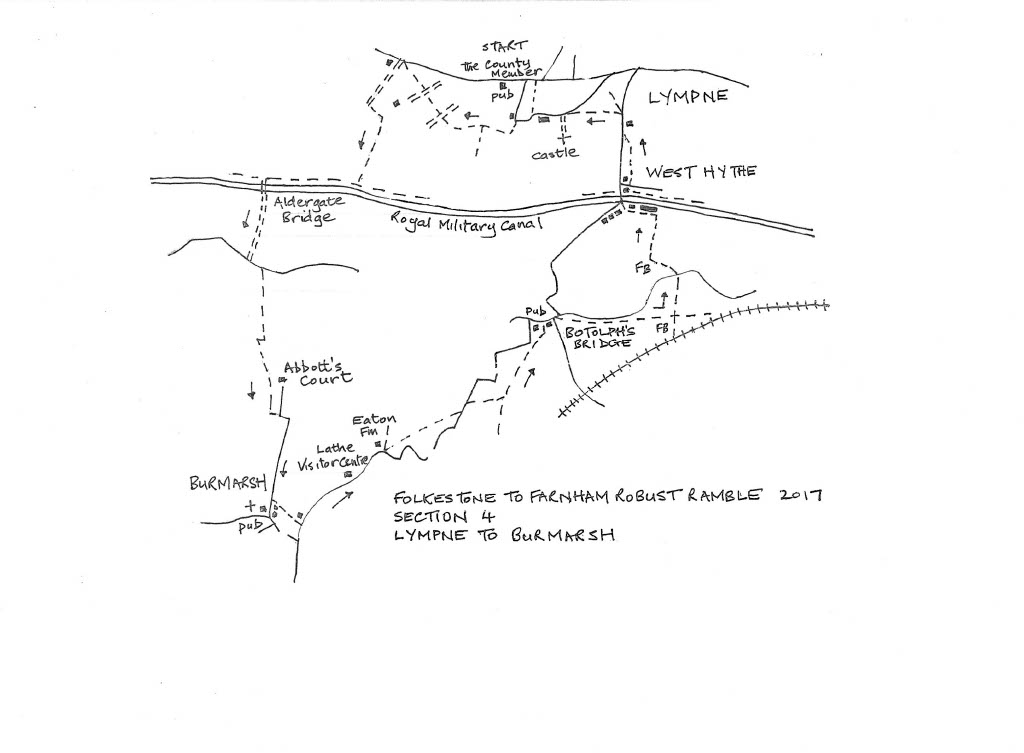 START
The County
Member
pub
LYMPNE
Castle
WEST HYTHE
Aldergate
Bridge
Royal Military Canal
FB
pub
BOTOLPH'S
BRIDGE
FB
Abbott's
Court
Eaton
Fm
Lathe
Visitor Centre
BURMARSH
pub
FOLKESTONE TO FARNHAM ROBUST RAMBLE 2017
SECTION 4
LYMPNE TO BURMARSH